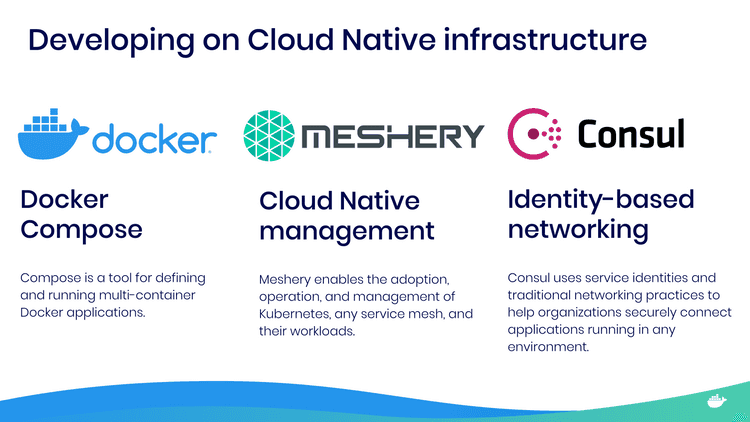 Developing on Cloud Native infrastructure
docker
MESHERY
Consul
Docker
Compose
Compose is a tool for defining
and running multi-container
Docker applications.
Cloud Native
management
Meshery enables the adoption,
operation, and management of
Kubernetes, any service mesh, and
their workloads.
Identity-based
networking
Consul uses service identities and
traditional networking practices to
help organizations securely connect
applications running in any
environment.